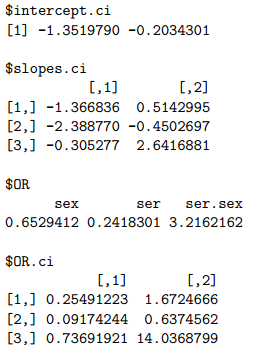 $intercept.ci
[1] -1.3519790 -0.2034301
$slopes.ci
[,1] [,2]
[1,] -1.366836 0.5142995
[2,] -2.388770 -0.4502697
[3,] -0.305277 2.6416881
$OR
sex ser ser.sex
0.6529412 0.2418301 3.2162162
$OR.ci
[,1] [,2]
[1,] 0.25491223 1.6724666
[2,] 0.09174244 0.6374562
[3,] 0.73691921 14.0368799